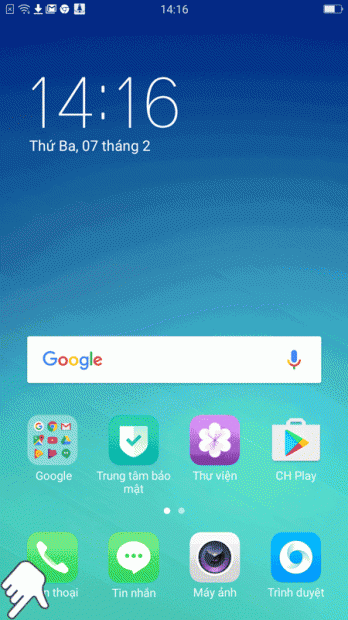 14:16
14:16
Thứ Ba, 07 tháng 2
Google
Google
Trung tâm bảo
mật
Thư viện
CH Play
thoại
Tin nhắn
Máy ảnh
Trình duyệt